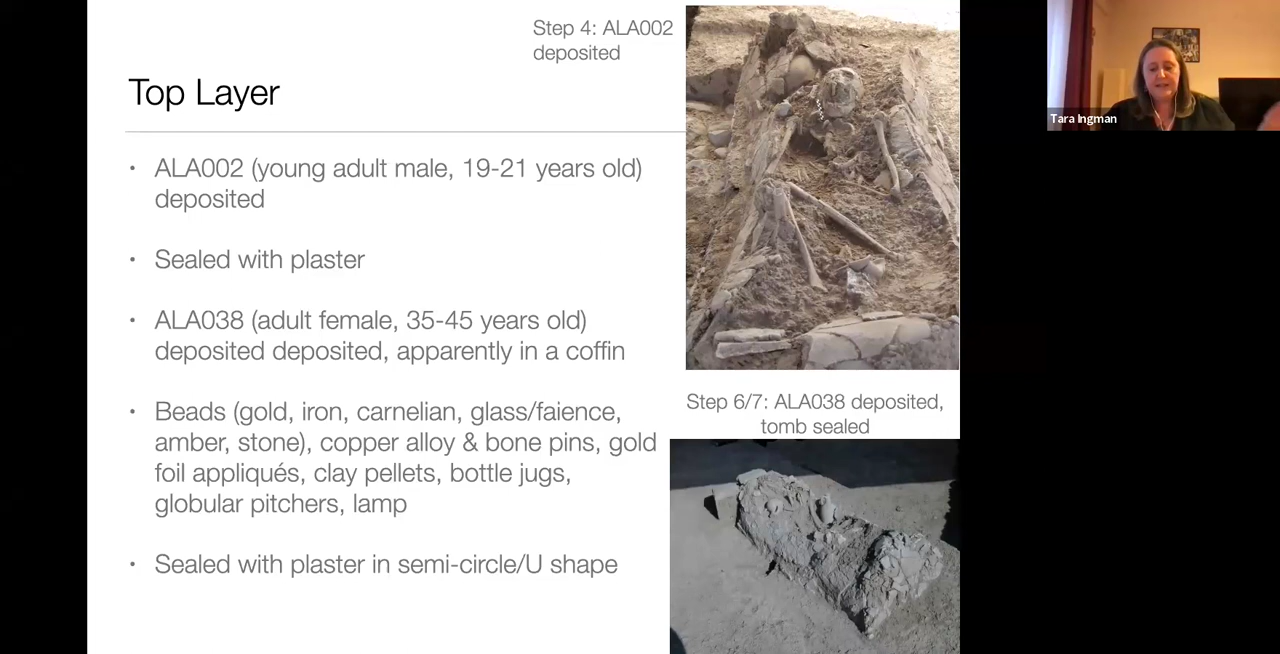 Step 4: ALA002
deposited
Top Layer
• ALA002 (young adult male, 19-21 years old)
deposited
• Sealed with plaster
• ALA038 (adult female, 35-45 years old)
deposited deposited, apparently in a coffin
• Beads (gold, iron, carnelian, glass/faience,
amber, stone), copper alloy & bone pins, gold
foil appliqués, clay pellets, bottle jugs,
globular pitchers, lamp
• Sealed with plaster in semi-circle/U shape
Step 6/7: ALA038 deposited,
tomb sealed
Tara Ingman